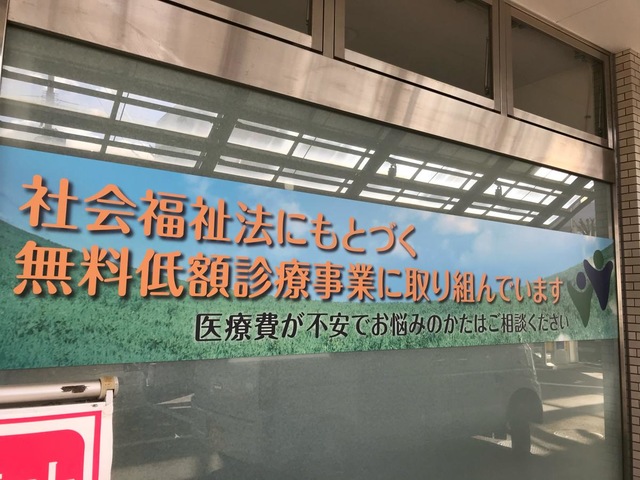 社会福祉法にもとづく
無料低額診療事業に取り組んでいます
医療費が不安でお悩みのかたはご相談ください